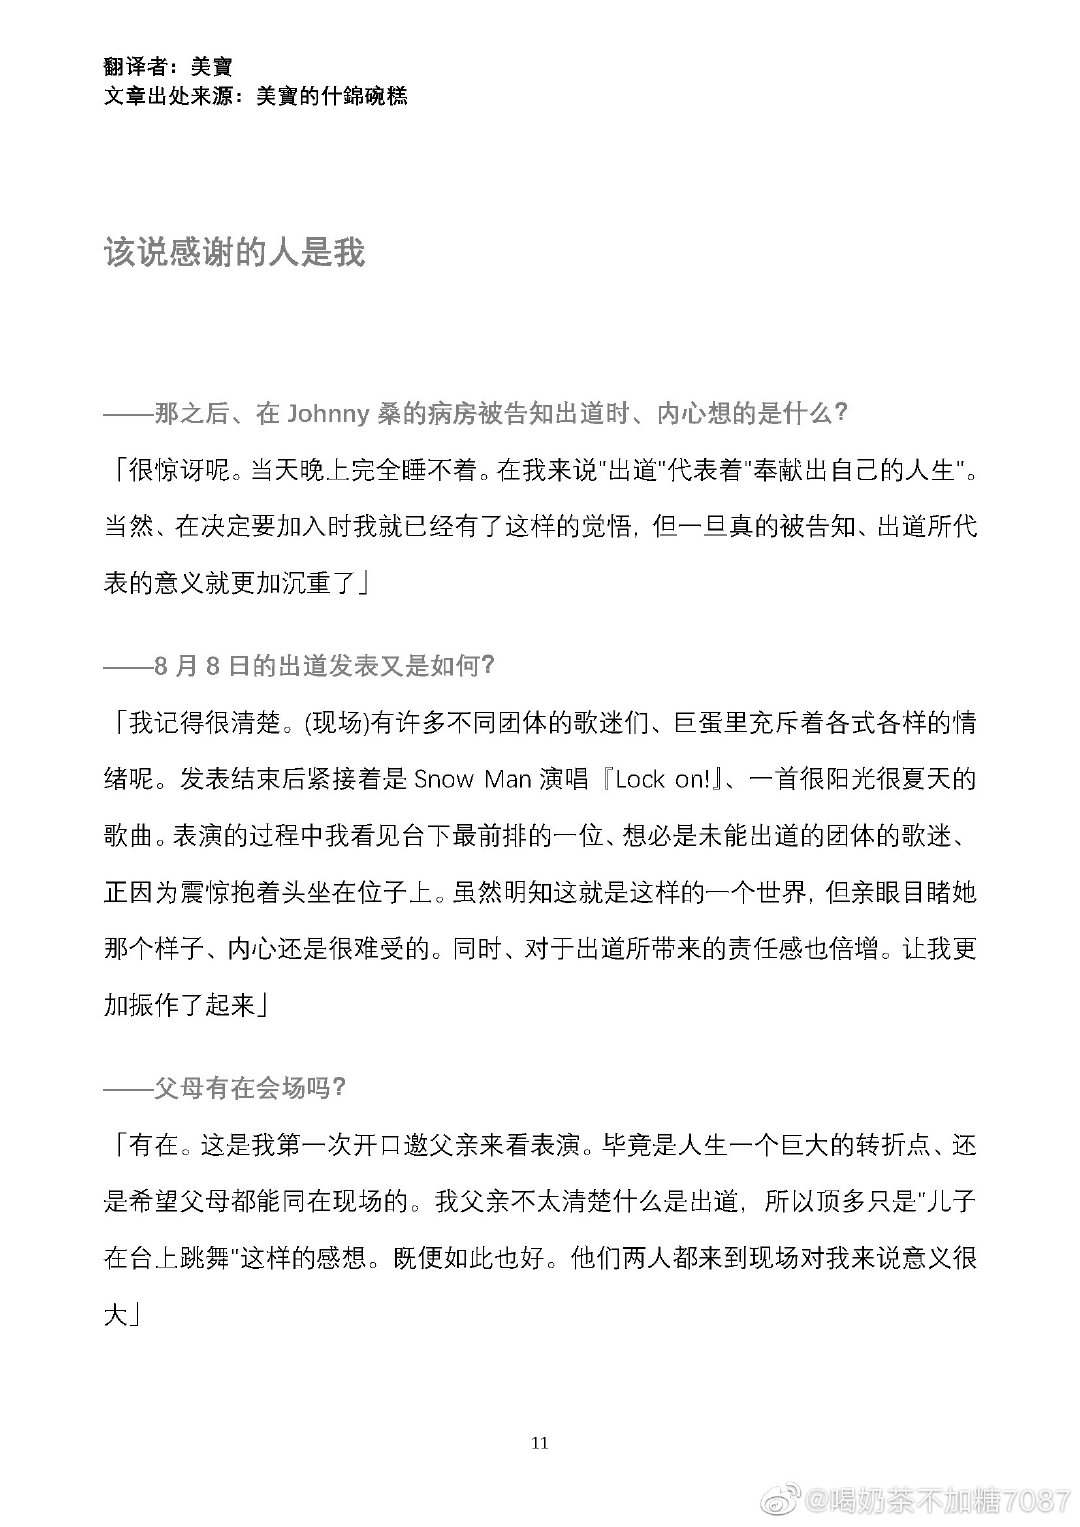 翻译者：美寶
文章出处来源：美寶的什錦碗糕
该说感谢的人是我
——那之后、在 Johnny 桑的病房被告知出道时、内心想的是什么？
「很惊讶呢。当天晚上完全睡不着。在我来说"出道"代表着"奉献出自己的人生"。
当然、在决定要加入时我就已经有了这样的觉悟，但一旦真的被告知、出道所代
表的意义就更加沉重了」
——8 月 8 日的出道发表又是如何？
「我记得很清楚。(现场)有许多不同团体的歌迷们、巨蛋里充斥着各式各样的情
绪呢。发表结束后紧接着是 Snow Man 演唱『Lock on!』、一首很阳光很夏天的
歌曲。表演的过程中我看见台下最前排的一位、想必是未能出道的团体的歌迷、
正因为震惊抱着头坐在位子上。虽然明知这就是这样的一个世界，但亲眼目睹她
那个样子、内心还是很难受的。同时、对于出道所带来的责任感也倍增。让我更
加振作了起来」
——父母有在会场吗？
「有在。这是我第一次开口邀父亲来看表演。毕竟是人生一个巨大的转折点、还
是希望父母都能同在现场的。我父亲不太清楚什么是出道，所以顶多只是"儿子
在台上跳舞"这样的感想。既便如此也好。他们两人都来到现场对我来说意义很
大」
11
@喝奶茶不加糖7087